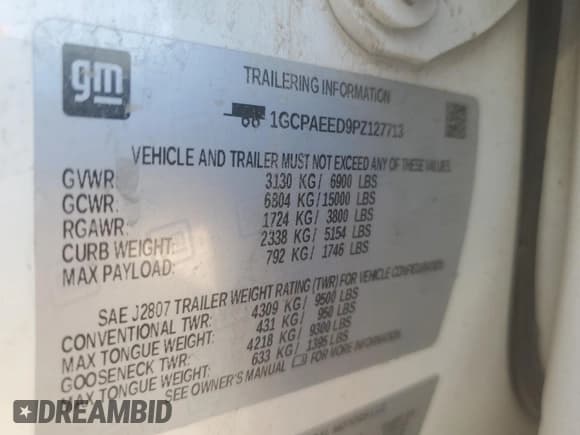 gm
TRAILERING INFORMATION
1GCPAEED9PZ127713
VEHICLE AND TRAILER MUST NOT EXCEED ANY OF THESE VALUES.
GVWR: 3130 KG/ 6900 LBS
GCWR: 6804 KG/15000 LBS
RGAWR: 1724 KG/ 3800 LBS
CURB WEIGHT: 2338 KG/ 5154 LBS
MAX PAYLOAD: 792 KG/ 1746 LBS
SAE J2807 TRAILER WEIGHT RATING (TWR) FOR VEHICLE CONFIGURATION
CONVENTIONAL TWR: 4309 KG/ 9500 LBS
MAX TONGUE WEIGHT: 431 KG/ 950 LBS
GOOSENECK TWR: 4218 KG/ 9300 LBS
MAX TONGUE WEIGHT: 633 KG/ 1395 LBS
SEE OWNER'S MANUAL FOR MORE INFORMATION.
DREAMBID